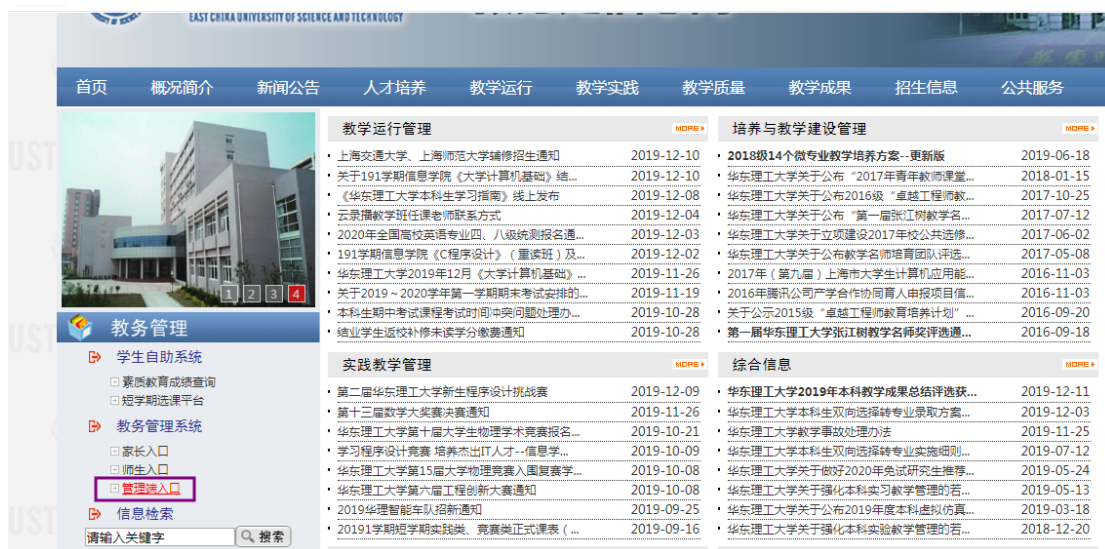 EAST CHINA UNIVERSITY OF SCIENCE AND TECHNOLOGY
首页 概况简介 新闻公告 人才培养 教学运行 教学实践 教学质量 教学成果 招生信息 公共服务
1 2 3 4
教务管理
学生自助系统
素质教育成绩查询
短学期选课平台
教务管理系统
家长入口
师生入口
管理端入口
信息检索
请输入关键字 搜索
教学运行管理 MORE
上海交通大学、上海师范大学辅修招生通知 2019-12-10
关于191学期信息学院《大学计算机基础》结... 2019-12-10
《华东理工大学本科生学习指南》线上发布 2019-12-08
云录播教学班任课老师联系方式 2019-12-04
2020年全国高校英语专业四、八级统测报名通... 2019-12-03
191学期信息学院《C程序设计》（重读班）及... 2019-12-02
华东理工大学2019年12月《大学计算机基础》... 2019-11-26
关于2019～2020学年第一学期期末考试安排的... 2019-11-19
本科生期中考试课程考试时间冲突问题处理办... 2019-10-28
结业学生返校补修未读学分缴费通知 2019-10-28
培养与教学建设管理 MORE
2018级14个微专业教学培养方案--更新版 2019-06-18
华东理工大学关于公布“2017年青年教师课堂... 2018-01-15
华东理工大学关于公布2016级“卓越工程师教... 2017-10-25
华东理工大学关于公布“第一届张江树教学名... 2017-07-12
华东理工大学关于立项建设2017年校公共选修... 2017-06-02
华东理工大学关于公布教学名师培育团队评选... 2017-05-08
2017年（第九届）上海市大学生计算机应用能... 2016-11-03
2016年腾讯公司产学合作协同育人申报项目信... 2016-11-03
关于公示2015级“卓越工程师教育培养计划”... 2016-09-20
第一届华东理工大学张江树教学名师奖评选通... 2016-09-18
实践教学管理 MORE
第二届华东理工大学新生程序设计挑战赛 2019-12-09
第十三届数学大奖赛决赛通知 2019-11-26
华东理工大学第十届大学生物理学术竞赛报名... 2019-10-21
学习程序设计竞赛 培养杰出IT人才--信息学... 2019-10-09
华东理工大学第15届大学物理竞赛入围复赛学... 2019-10-08
华东理工大学第六届工程创新大赛通知 2019-10-08
2019华理智能车队招新通知 2019-09-25
20191学期短学期实践类、竞赛类正式课表（... 2019-09-16
综合信息 MORE
华东理工大学2019年本科教学成果总结评选获... 2019-12-11
华东理工大学本科生双向选择转专业录取方案... 2019-12-03
华东理工大学教学事故处理办法 2019-11-25
华东理工大学本科生双向选择转专业实施细则... 2019-07-12
华东理工大学关于做好2020年免试研究生推荐... 2019-05-24
华东理工大学关于强化本科实习教学管理的若... 2019-05-13
华东理工大学关于公布2019年度本科虚拟仿真... 2019-03-18
华东理工大学关于强化本科实验教学管理的若... 2018-12-20